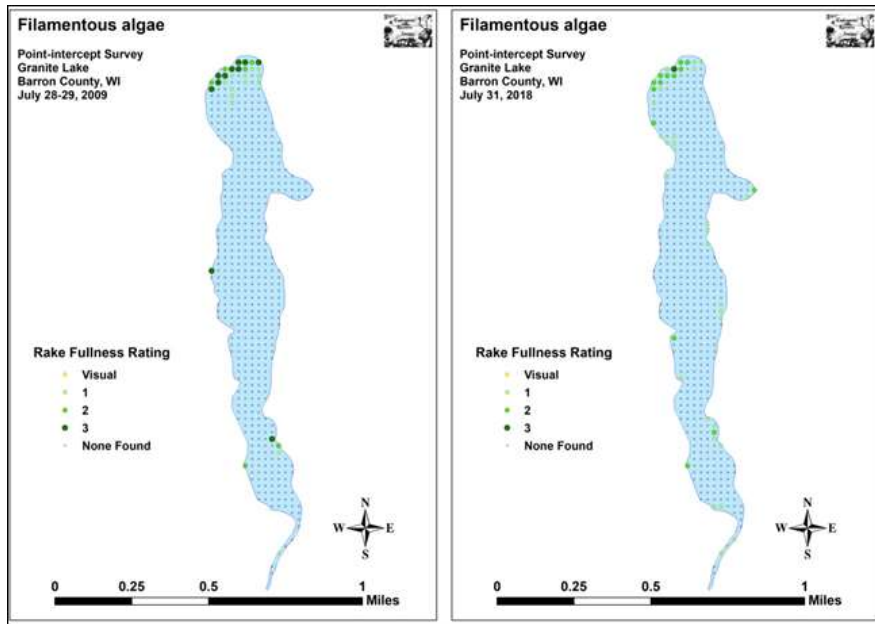 Filamentous algae
Point-intercept Survey
Granite Lake
Barron County, WI
July 28-29, 2009
Rake Fullness Rating
Visual
1
2
3
None Found
N
W E
S
0 0.25 0.5 1
Miles
Filamentous algae
Point-intercept Survey
Granite Lake
Barron County, WI
July 31, 2018
Rake Fullness Rating
Visual
1
2
3
None Found
N
W E
S
0 0.25 0.5 1
Miles